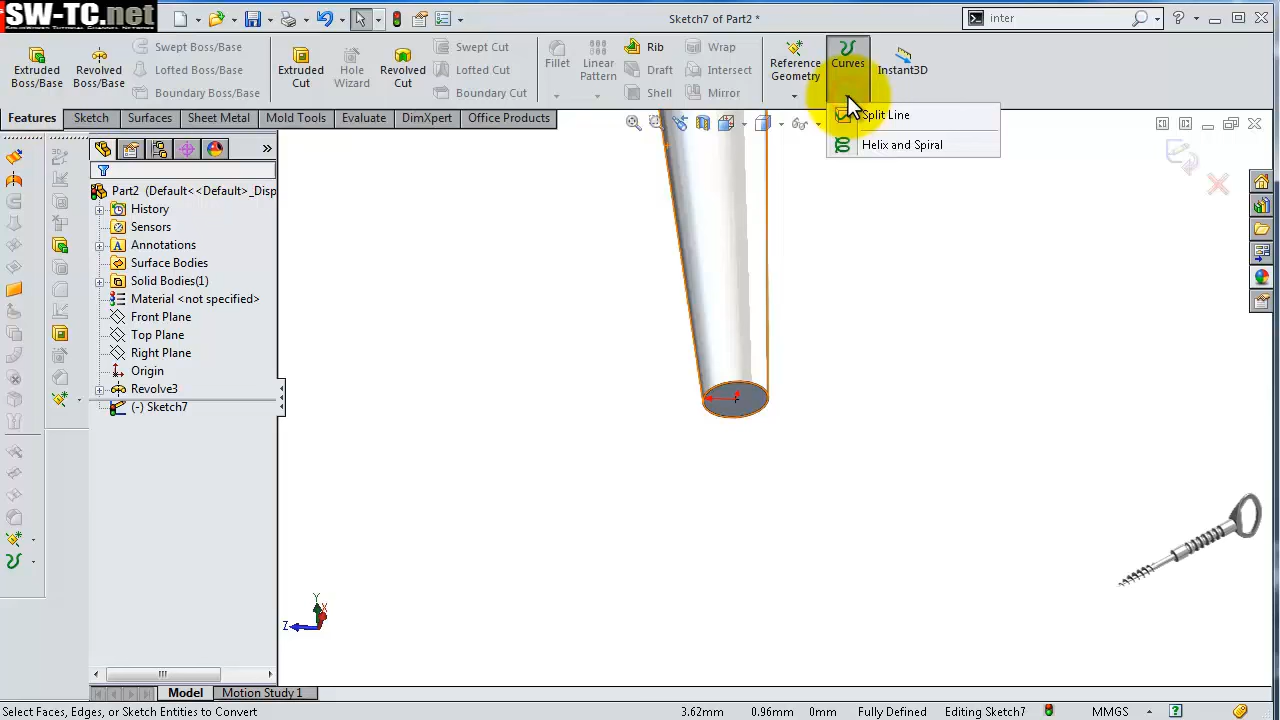 SW-TC.net
SOLIDWORKS TUTORIAL CHANNEL NETWORK
Sketch7 of Part2 *
inter
Extruded Boss/Base
Revolved Boss/Base
Swept Boss/Base
Lofted Boss/Base
Boundary Boss/Base
Extruded Cut
Hole Wizard
Revolved Cut
Swept Cut
Lofted Cut
Boundary Cut
Fillet
Linear Pattern
Rib
Draft
Shell
Wrap
Intersect
Mirror
Reference Geometry
Curves
Instant3D
Split Line
Helix and Spiral
Features
Sketch
Surfaces
Sheet Metal
Mold Tools
Evaluate
DimXpert
Office Products
Part2 (Default<<Default>_Disp
History
Sensors
Annotations
Surface Bodies
Solid Bodies(1)
Material <not specified>
Front Plane
Top Plane
Right Plane
Origin
Revolve3
(-) Sketch7
Y
X
Z
Model
Motion Study 1
Select Faces, Edges, or Sketch Entities to Convert
3.62mm
0.96mm
0mm
Fully Defined
Editing Sketch7
MMGS